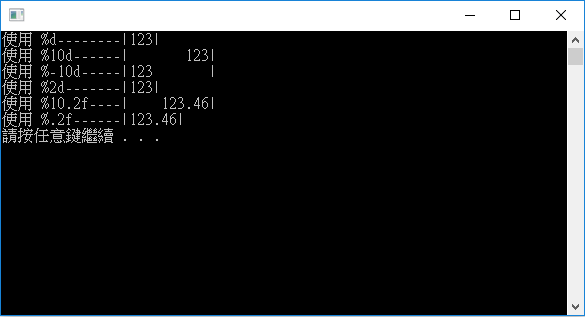 使用 %d--------|123|
使用 %10d------|       123|
使用 %-10d-----|123       |
使用 %2d-------|123|
使用 %10.2f----|    123.46|
使用 %.2f------|123.46|
請按任意鍵繼續 . . .